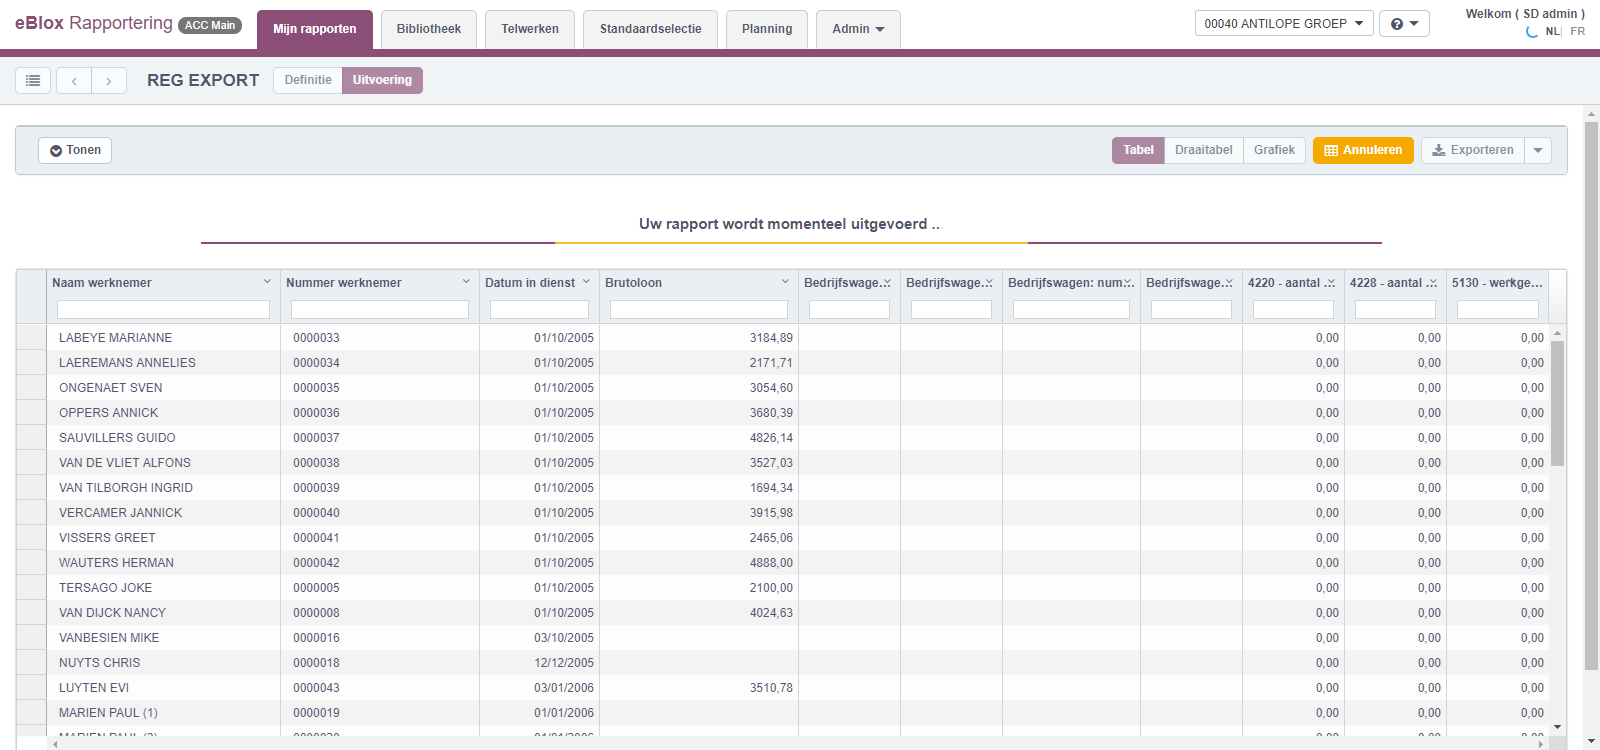 eBlox Rapportering ACC Main Mijn rapporten Bibliotheek Telwerken Standaardselectie Planning Admin 00040 ANTILOPE GROEP Welkom ( SD admin )
NL| FR
REG EXPORT Definitie Uitvoering
Tonen Tabel Draaitabel Grafiek Annuleren Exporteren
Uw rapport wordt momenteel uitgevoerd ...
Naam werknemer Nummer werknemer Datum in dienst Brutoloon Bedrijfswage... Bedrijfswage... Bedrijfswagen: num... Bedrijfswage... 4220 - aantal ... 4228 - aantal ... 5130 - werkge...
LABEYE MARIANNE 0000033 01/10/2005 3184,89 0,00 0,00 0,00
LAEREMANS ANNELIES 0000034 01/10/2005 2171,71 0,00 0,00 0,00
ONGENAET SVEN 0000035 01/10/2005 3054,60 0,00 0,00 0,00
OPPERS ANNICK 0000036 01/10/2005 3680,39 0,00 0,00 0,00
SAUVILLERS GUIDO 0000037 01/10/2005 4826,14 0,00 0,00 0,00
VAN DE VLIET ALFONS 0000038 01/10/2005 3527,03 0,00 0,00 0,00
VAN TILBORGH INGRID 0000039 01/10/2005 1694,34 0,00 0,00 0,00
VERCAMER JANNICK 0000040 01/10/2005 3915,98 0,00 0,00 0,00
VISSERS GREET 0000041 01/10/2005 2465,06 0,00 0,00 0,00
WAUTERS HERMAN 0000042 01/10/2005 4888,00 0,00 0,00 0,00
TERSAGO JOKE 0000005 01/10/2005 2100,00 0,00 0,00 0,00
VAN DIJCK NANCY 0000008 01/10/2005 4024,63 0,00 0,00 0,00
VANBESIEN MIKE 0000016 03/10/2005 0,00 0,00 0,00
NUYTS CHRIS 0000018 12/12/2005 0,00 0,00 0,00
LUYTEN EVI 0000043 03/01/2006 3510,78 0,00 0,00 0,00
MARIEN PAUL (1) 0000019 01/01/2006 0,00 0,00 0,00